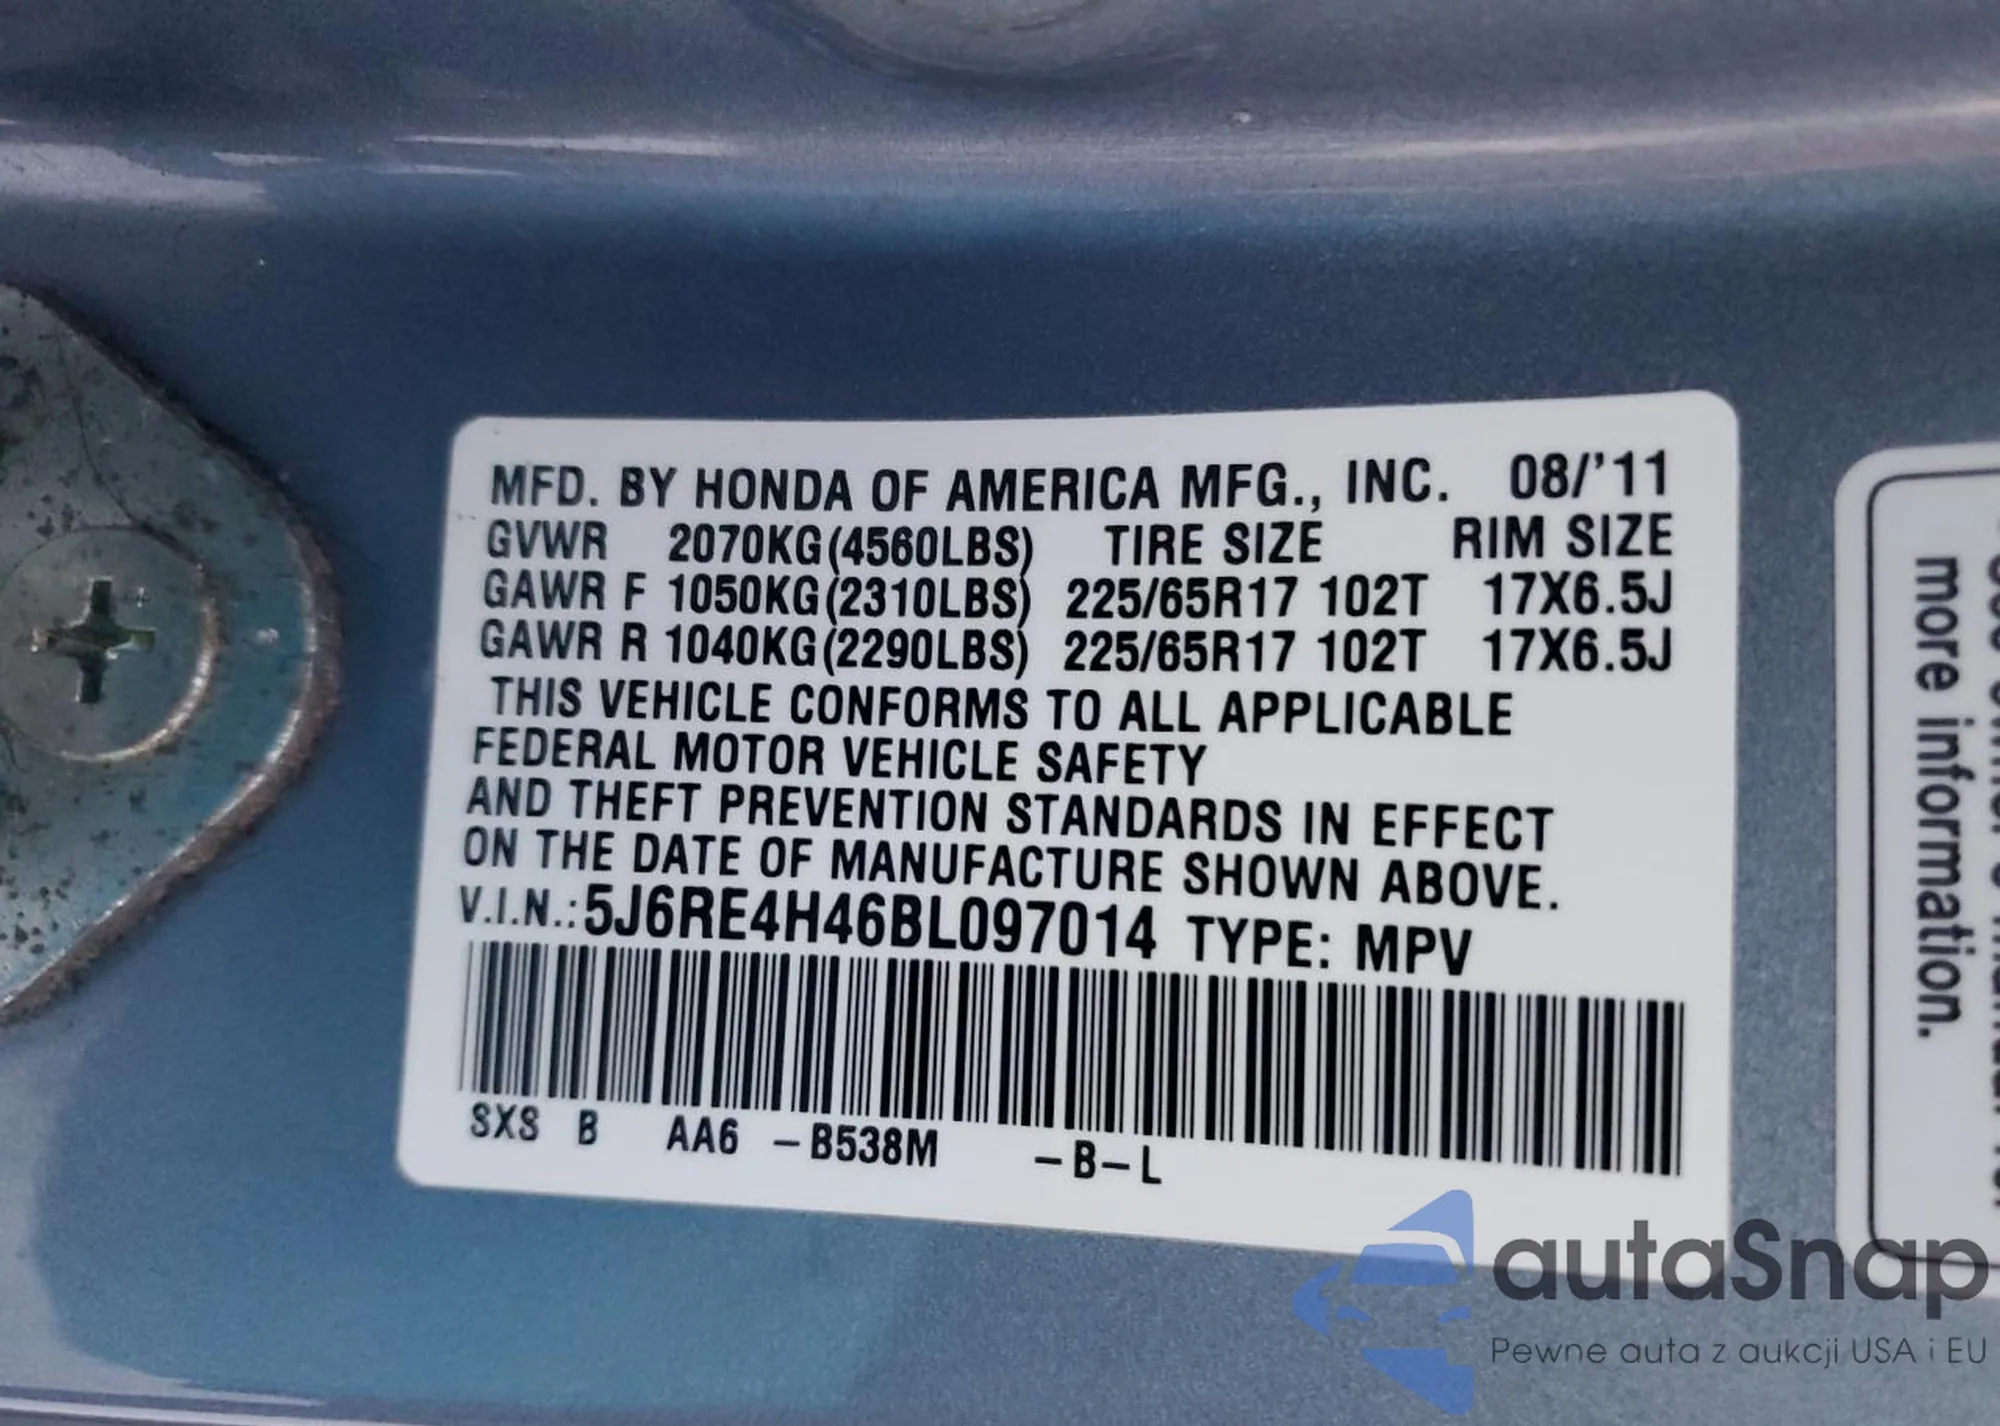 MFD. BY HONDA OF AMERICA MFG., INC. 08/'11
GVWR 2070KG(4560LBS) TIRE SIZE RIM SIZE
GAWR F 1050KG(2310LBS) 225/65R17 102T 17X6.5J
GAWR R 1040KG(2290LBS) 225/65R17 102T 17X6.5J
THIS VEHICLE CONFORMS TO ALL APPLICABLE
FEDERAL MOTOR VEHICLE SAFETY
AND THEFT PREVENTION STANDARDS IN EFFECT
ON THE DATE OF MANUFACTURE SHOWN ABOVE.
V.I.N.:5J6RE4H46BL097014 TYPE: MPV
SXS B AA6 -B538M -B-L
more information.
autaSnap
Pewne auta z aukcji USA i EU